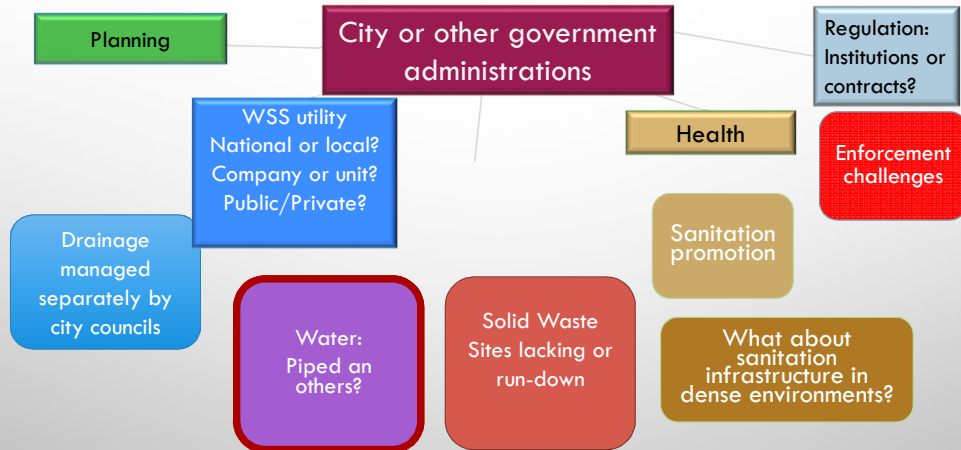 Planning
City or other government
administrations
Regulation:
Institutions or
contracts?
WSS utility
National or local?
Company or unit?
Public/Private?
Health
Enforcement
challenges
Drainage
managed
separately by
city councils
Sanitation
promotion
Water:
Piped an
others?
Solid Waste
Sites lacking or
run-down
What about
sanitation
infrastructure in
dense environments?